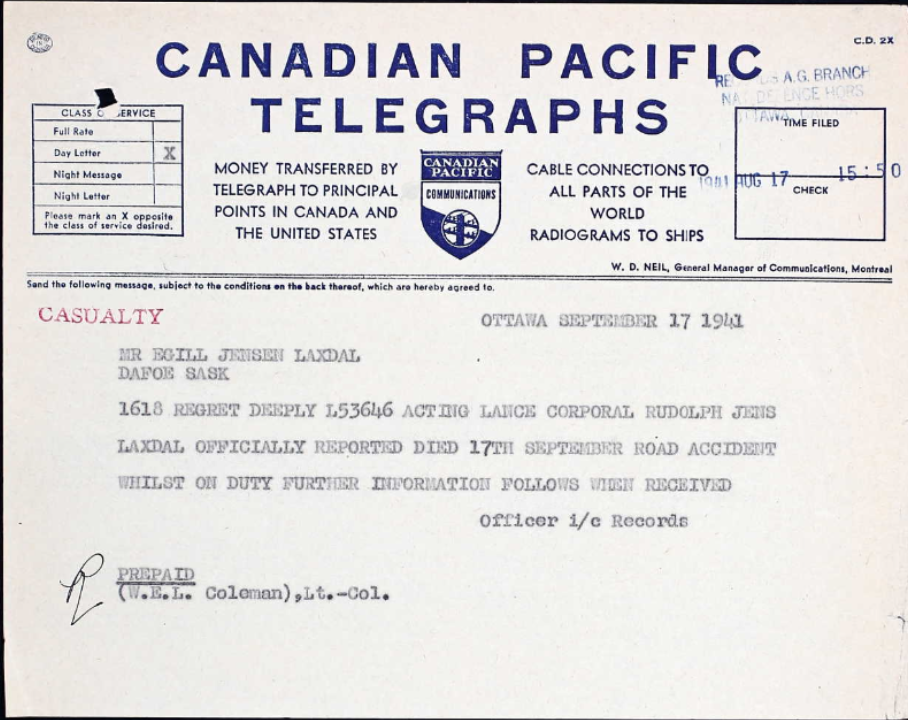 C.D. 2X
CANADIAN PACIFIC
TELEGRAPHS
A.G. BRANCH
CLASS OF SERVICE
Full Rate
Day Letter X
Night Message
Night Letter
Please mark an X opposite
the class of service desired.
MONEY TRANSFERRED BY
TELEGRAPH TO PRINCIPAL
POINTS IN CANADA AND
THE UNITED STATES
CANADIAN
PACIFIC
COMMUNICATIONS
CABLE CONNECTIONS TO
ALL PARTS OF THE
WORLD
RADIOGRAMS TO SHIPS
TIME FILED
1941 AUG 17 15:50
CHECK
W. D. NEIL, General Manager of Communications, Montreal
Send the following message, subject to the conditions on the back thereof, which are hereby agreed to.
CASUALTY
OTTAWA SEPTEMBER 17 1941
MR EGILL JENSEN LAXDAL
DAFOE SASK
1618 REGRET DEEPLY L53646 ACTING LANCE CORPORAL RUDOLPH JENS
LAXDAL OFFICIALLY REPORTED DIED 17TH SEPTEMBER ROAD ACCIDENT
WHILST ON DUTY FURTHER INFORMATION FOLLOWS WHEN RECEIVED
Officer i/c Records
PREPAID
(W.E.L. Coleman),Lt.-Col.